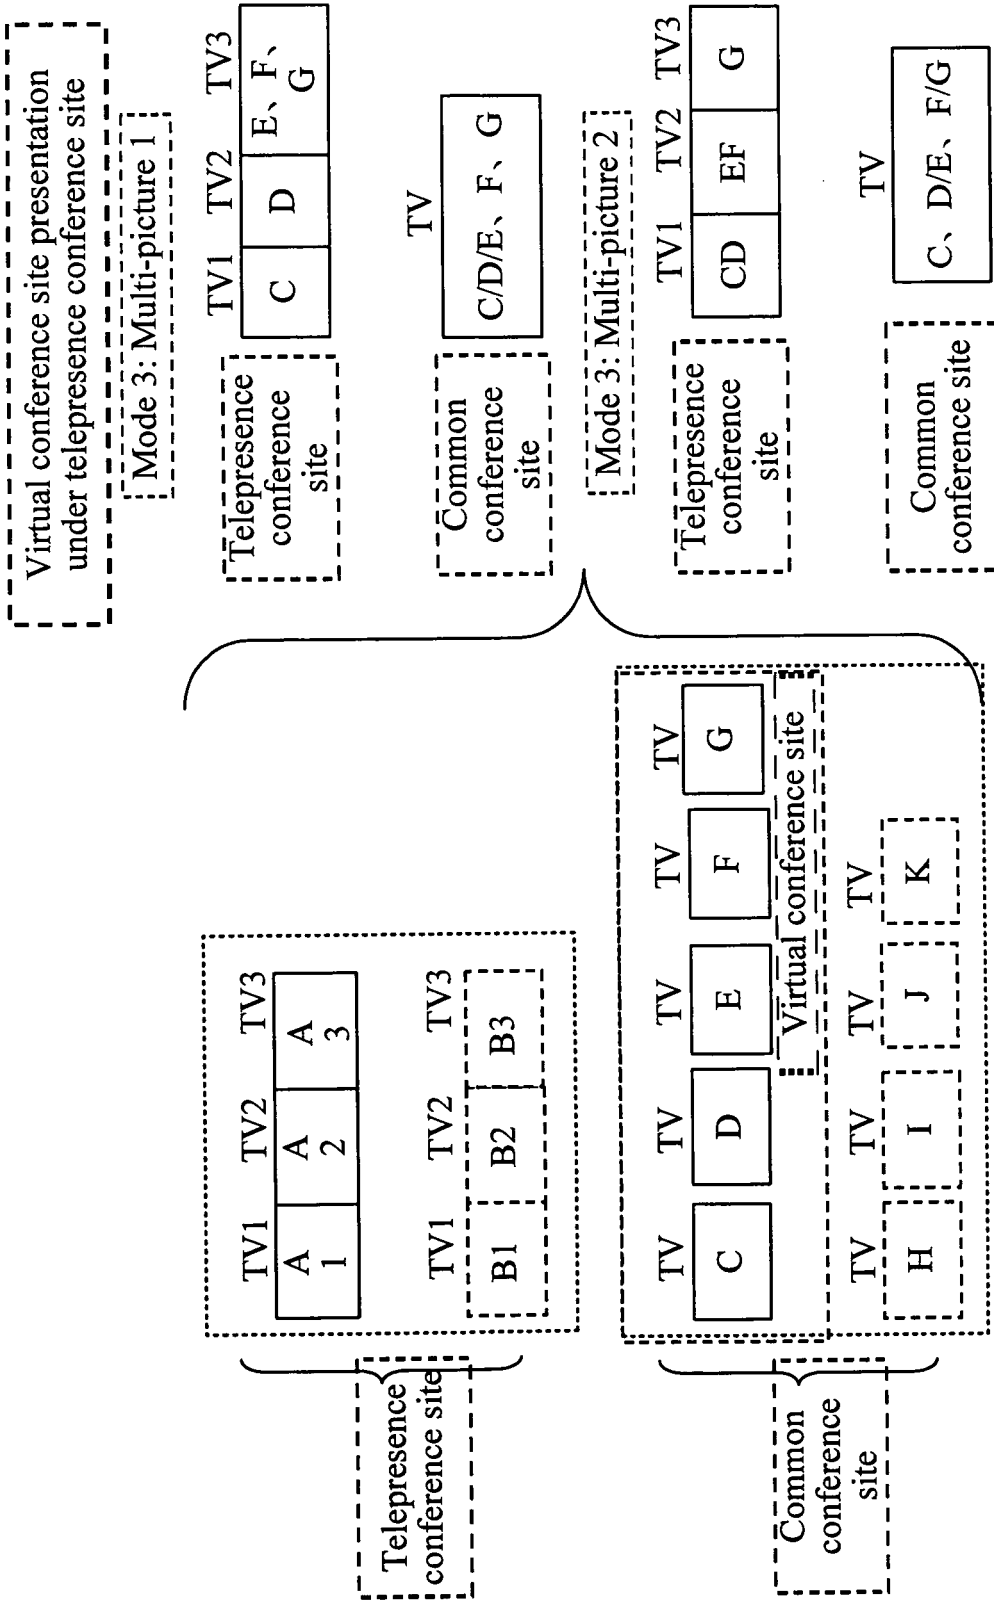 Virtual conference site presentation
under telepresence conference site
Mode 3: Multi-picture 1
TV1 TV2 TV3
Telepresence
conference
site
C D E、F、
G
TV
Common
conference
site
C/D/E、F、G
Mode 3: Multi-picture 2
TV1 TV2 TV3
Telepresence
conference
site
CD EF G
TV
Common
conference site
C、D/E、F/G
Telepresence
conference site
TV1 TV2 TV3
A A A
1 2 3
TV1 TV2 TV3
B1 B2 B3
Common
conference
site
TV TV TV TV TV
C D E F G
Virtual conference site
TV TV TV TV
H I J K